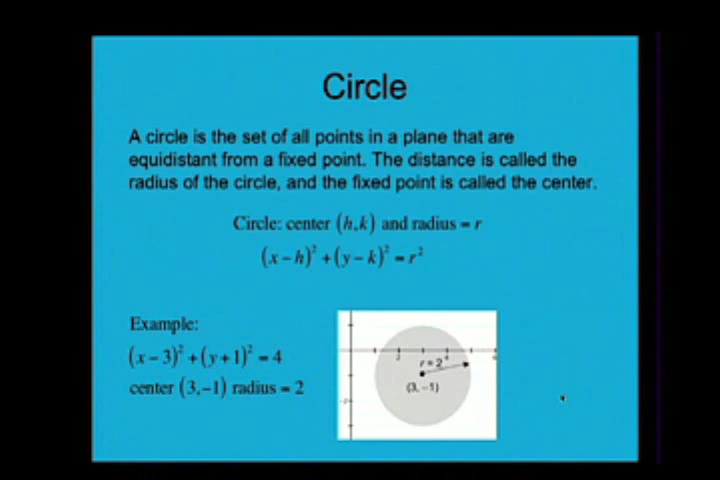 Circle
A circle is the set of all points in a plane that are
equidistant from a fixed point. The distance is called the
radius of the circle, and the fixed point is called the center.
Circle: center (h,k) and radius = r
(x − h)² + (y − k)² = r²
Example:
(x − 3)² + (y + 1)² = 4
center (3,−1) radius = 2
r = 2
(3, −1)